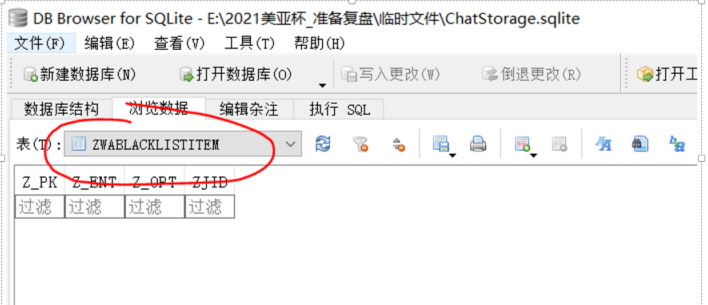 DB Browser for SQLite - E:\2021美亚杯_准备复盘\临时文件\ChatStorage.sqlite
文件(F) 编辑(E) 查看(V) 工具(T) 帮助(H)
新建数据库(N) 打开数据库(O) 写入更改(W) 倒退更改(R) 打开工
数据库结构 浏览数据 编辑杂注 执行 SQL
表(T): ZWABLACKLISTITEM
Z_PK Z_ENT Z_OPT ZJID
过滤 过滤 过滤 过滤